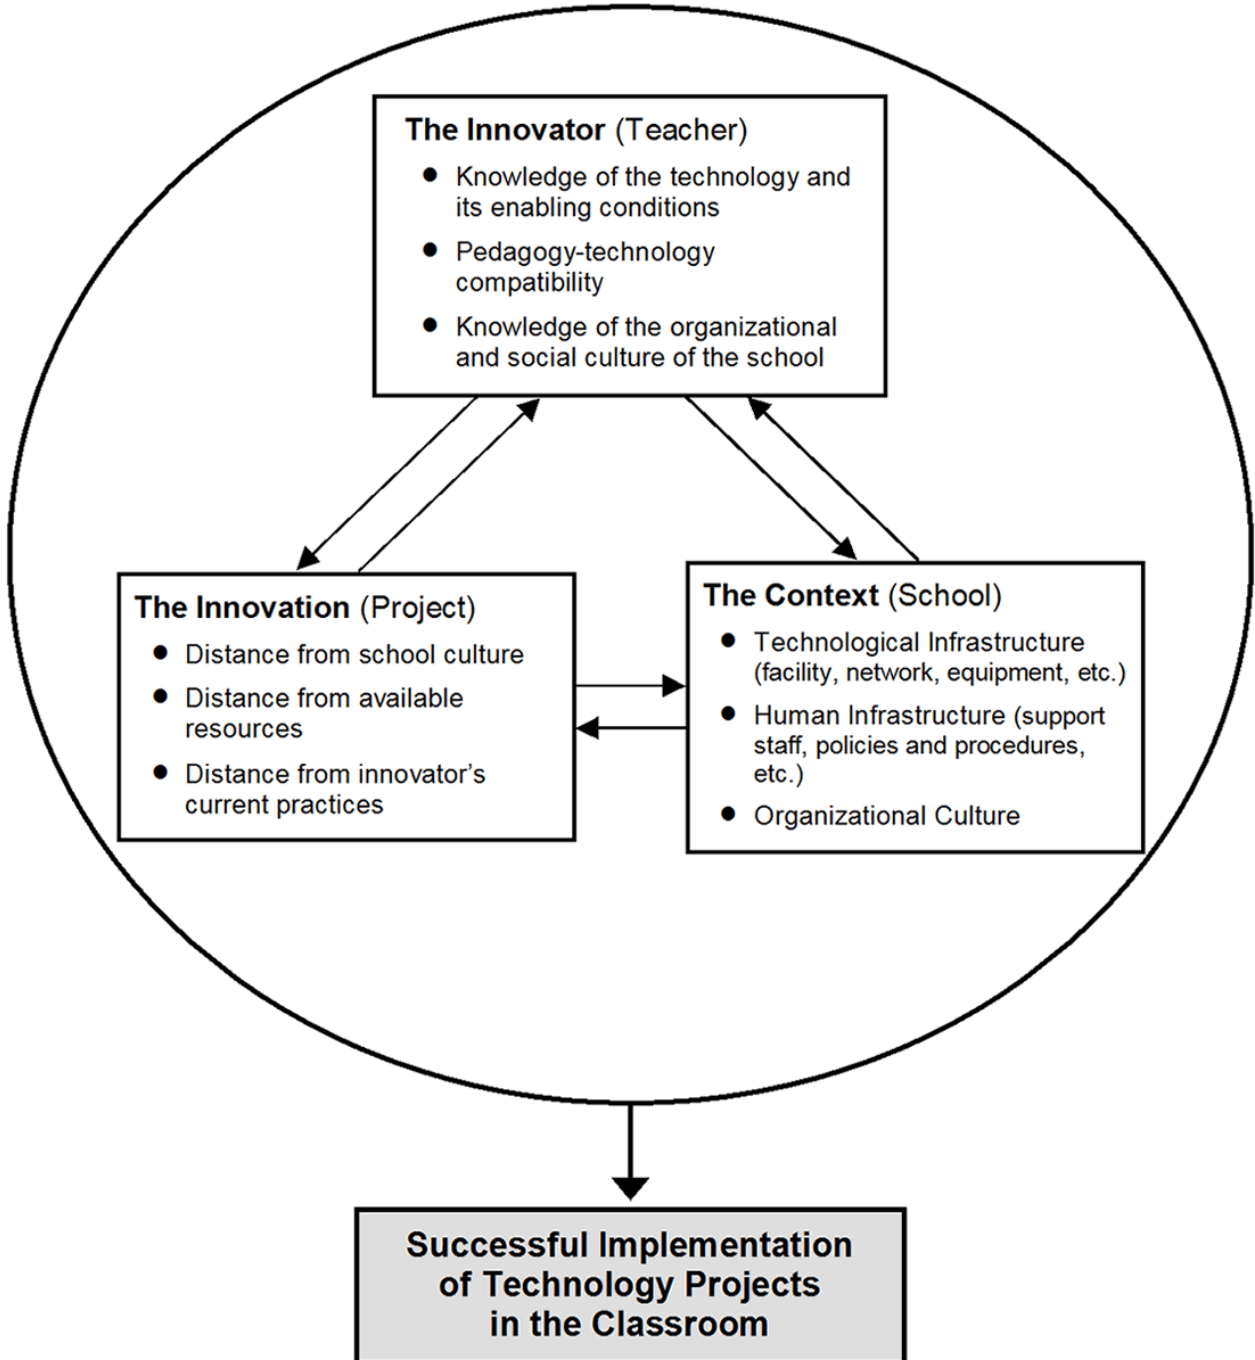 The Innovator (Teacher)
● Knowledge of the technology and
its enabling conditions
● Pedagogy-technology
compatibility
● Knowledge of the organizational
and social culture of the school
The Innovation (Project)
● Distance from school culture
● Distance from available
resources
● Distance from innovator's
current practices
The Context (School)
● Technological Infrastructure
(facility, network, equipment, etc.)
● Human Infrastructure (support
staff, policies and procedures,
etc.)
● Organizational Culture
Successful Implementation
of Technology Projects
in the Classroom